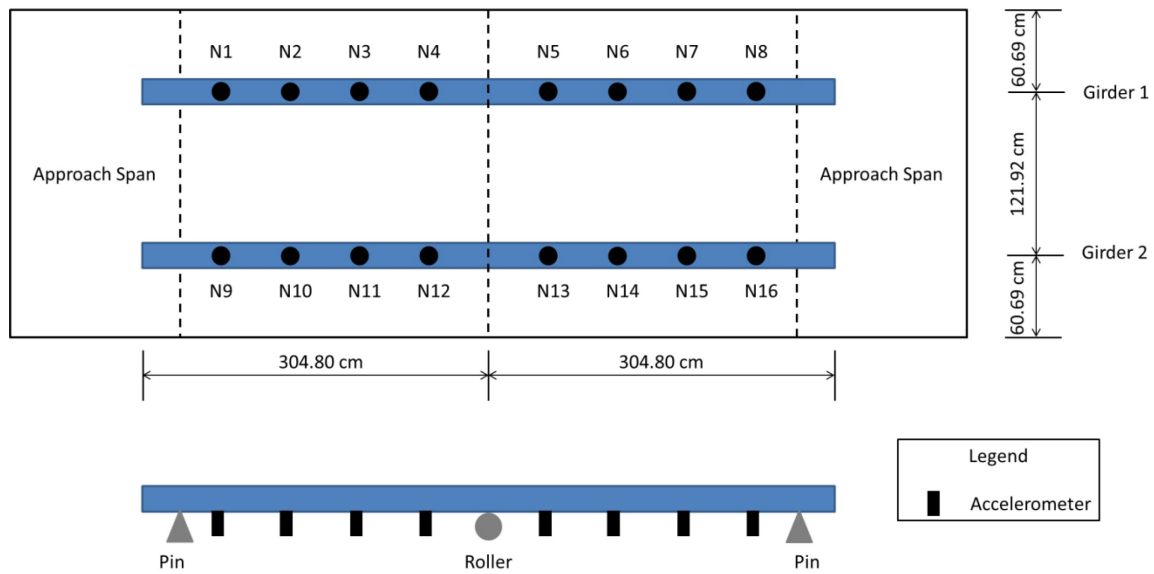 N1 N2 N3 N4 N5 N6 N7 N8
60.69 cm
Girder 1
Approach Span
Approach Span
121.92 cm
Girder 2
N9 N10 N11 N12 N13 N14 N15 N16
60.69 cm
304.80 cm
304.80 cm
Legend
Accelerometer
Pin
Roller
Pin